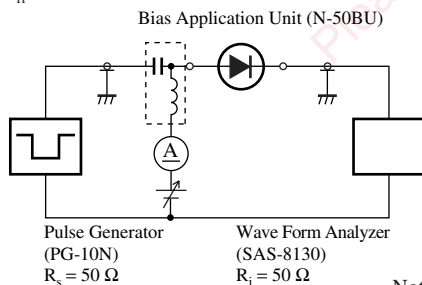 Bias Application Unit (N-50BU)
A
Pulse Generator
(PG-10N)
Rs = 50 Ω
Wave Form Analyzer
(SAS-8130)
Ri = 50 Ω